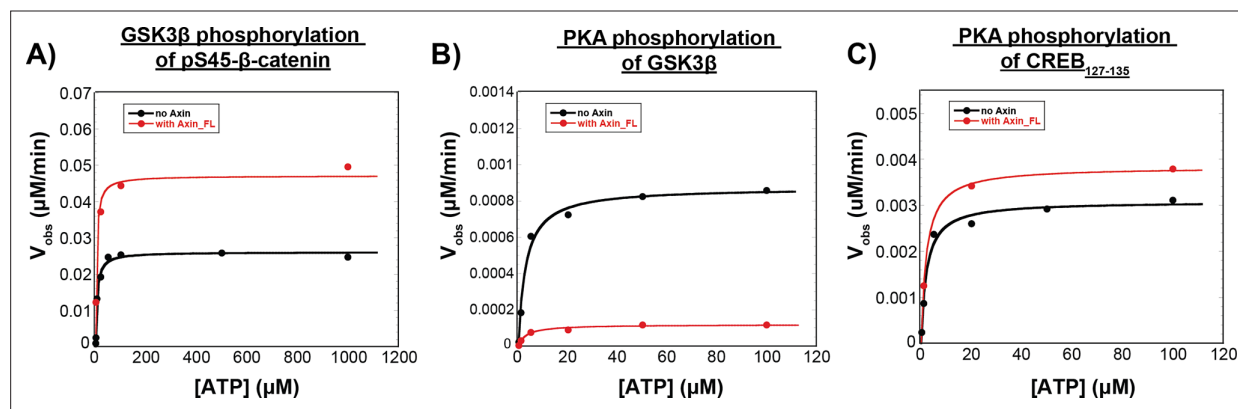 A)
GSK3β phosphorylation
of pS45-β-catenin
0.07
0.06
0.05
0.04
0.03
0.02
0.01
0
V_obs (μM/min)
no Axin
with Axin_FL
0 200 400 600 800 1000 1200
[ATP] (μM)
B)
PKA phosphorylation
of GSK3β
0.0014
0.0012
0.001
0.0008
0.0006
0.0004
0.0002
0
V_obs (μM/min)
no Axin
with Axin_FL
0 20 40 60 80 100 120
[ATP] (μM)
C)
PKA phosphorylation
of CREB127-135
0.005
0.004
0.003
0.002
0.001
0
V_obs (uM/min)
no Axin
with Axin_FL
0 20 40 60 80 100 120
[ATP] (μM)